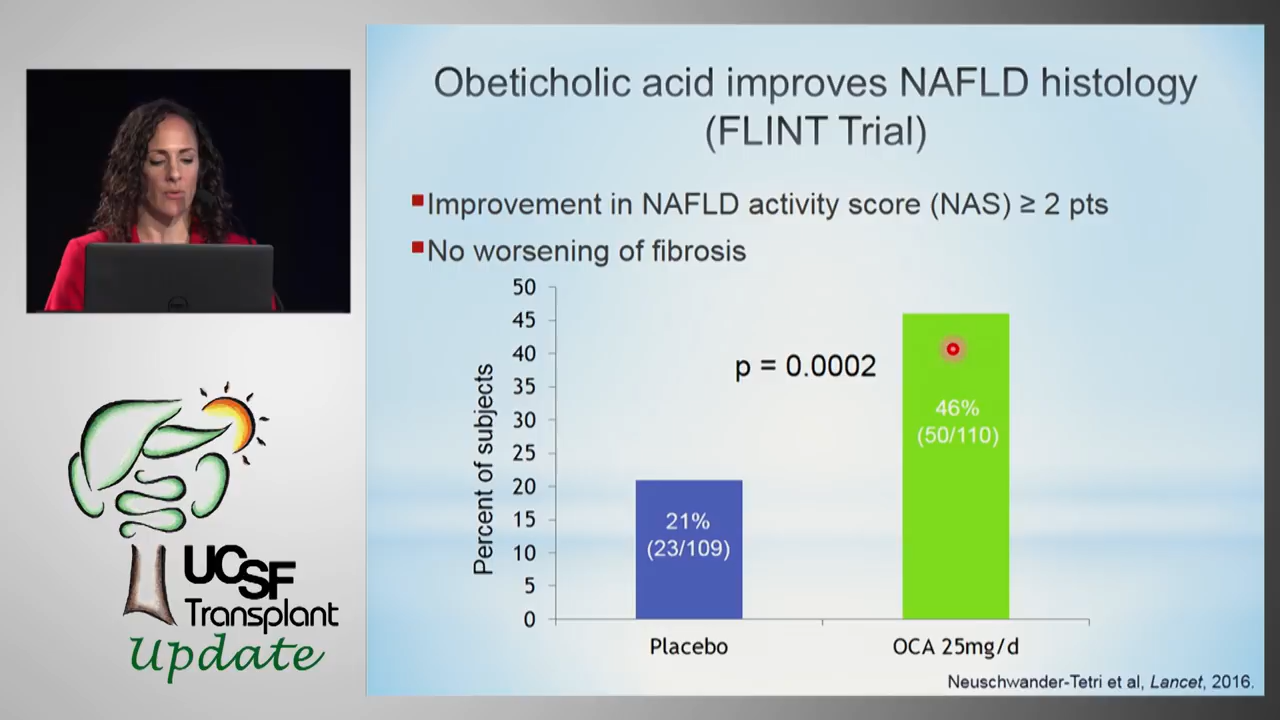 Obeticholic acid improves NAFLD histology
(FLINT Trial)
Improvement in NAFLD activity score (NAS) ≥ 2 pts
No worsening of fibrosis
50
45
40
35
30
25
20
15
10
5
0
Percent of subjects
p = 0.0002
46%
(50/110)
21%
(23/109)
Placebo
OCA 25mg/d
Neuschwander-Tetri et al, Lancet, 2016.
UCSF
Transplant
Update